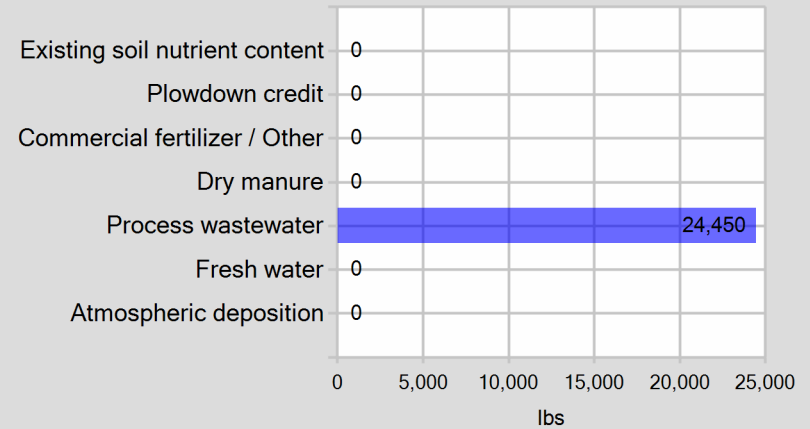 Existing soil nutrient content 0
Plowdown credit 0
Commercial fertilizer / Other 0
Dry manure 0
Process wastewater 24,450
Fresh water 0
Atmospheric deposition 0
0 5,000 10,000 15,000 20,000 25,000
lbs